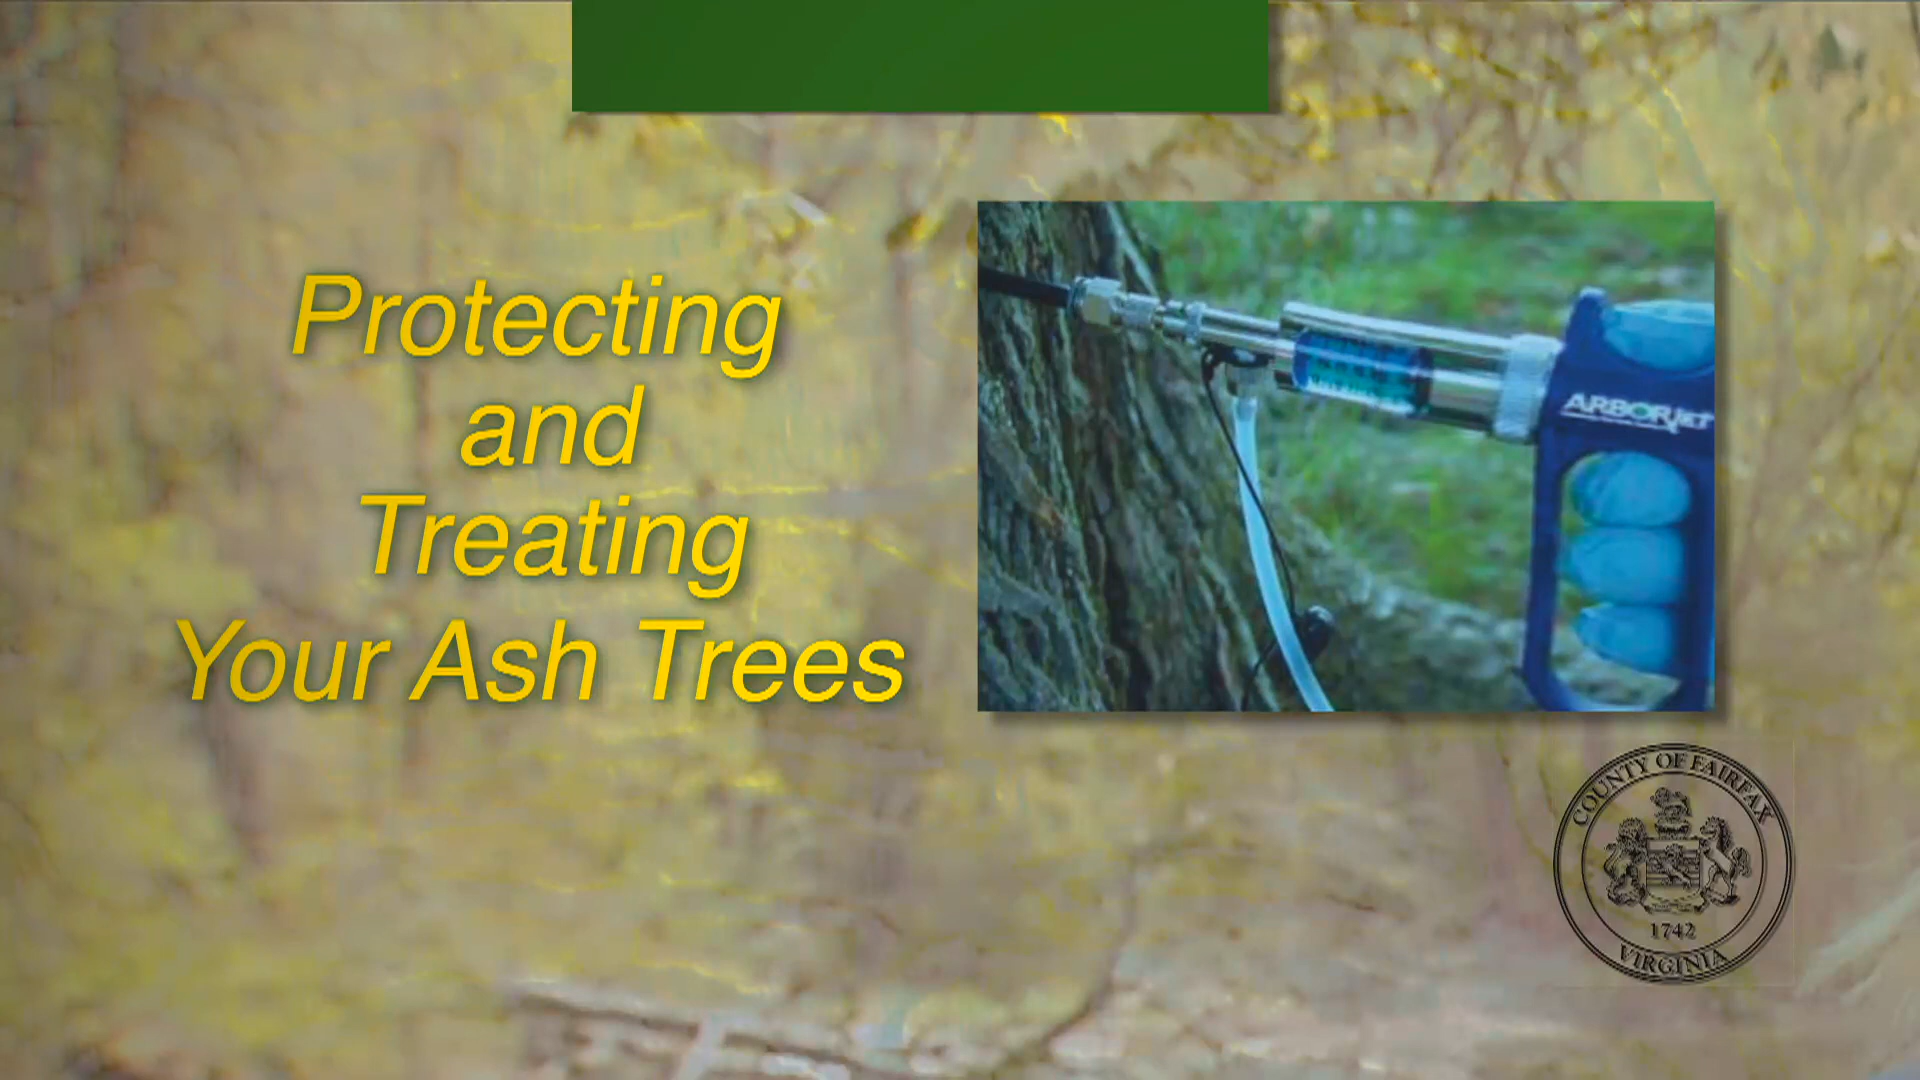 Protecting
and
Treating
Your Ash Trees
ARBORJET
COUNTY OF FAIRFAX
1742
VIRGINIA